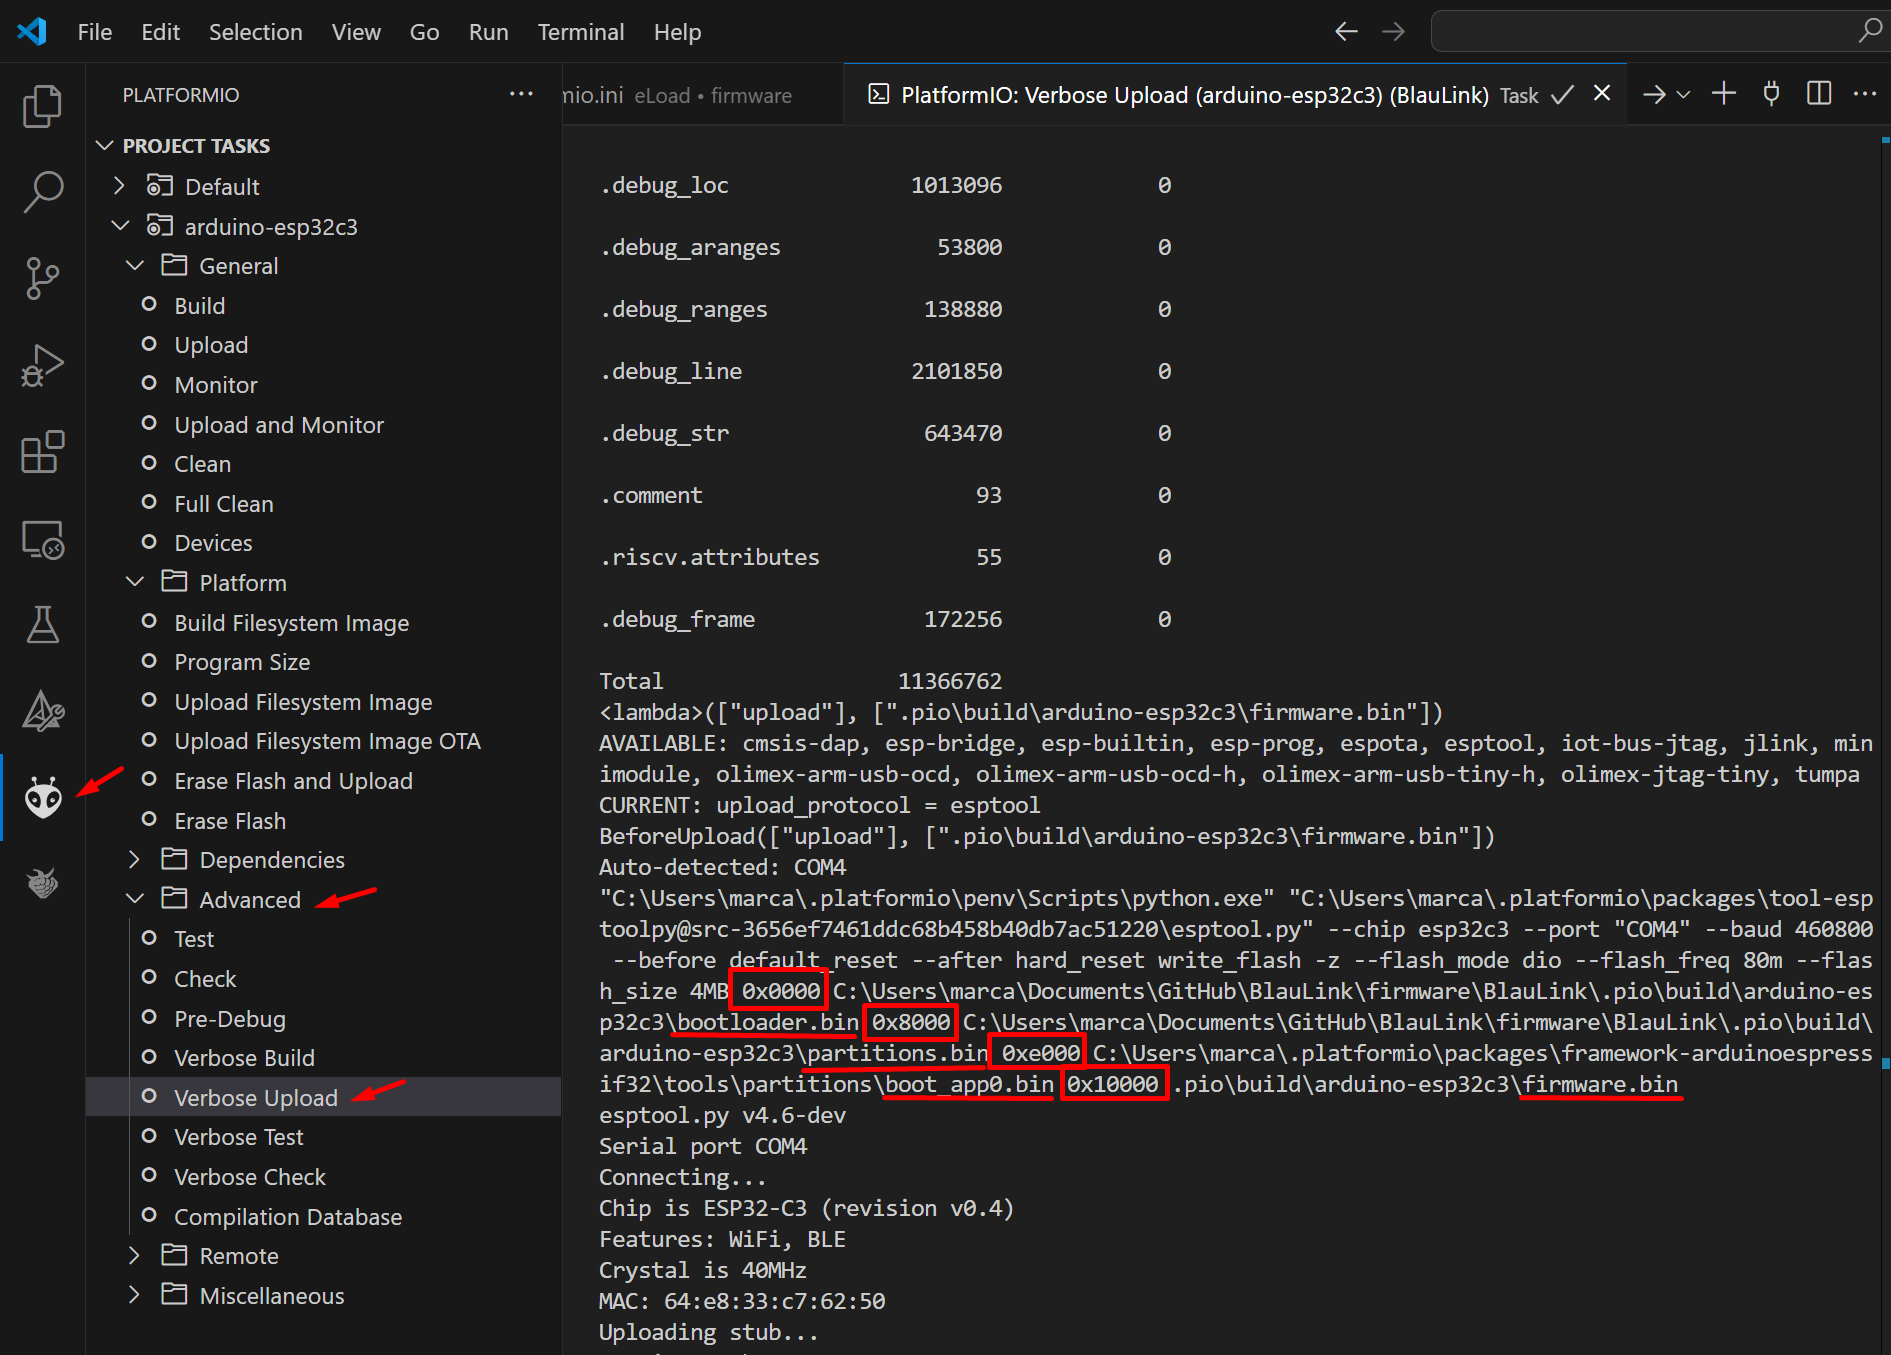 File Edit Selection View Go Run Terminal Help
PLATFORMIO
PROJECT TASKS
Default
arduino-esp32c3
General
Build
Upload
Monitor
Upload and Monitor
Clean
Full Clean
Devices
Platform
Build Filesystem Image
Program Size
Upload Filesystem Image
Upload Filesystem Image OTA
Erase Flash and Upload
Erase Flash
Dependencies
Advanced
Test
Check
Pre-Debug
Verbose Build
Verbose Upload
Verbose Test
Verbose Check
Compilation Database
Remote
Miscellaneous
mio.ini eLoad • firmware
PlatformIO: Verbose Upload (arduino-esp32c3) (BlauLink) Task
.debug_loc 1013096 0
.debug_aranges 53800 0
.debug_ranges 138880 0
.debug_line 2101850 0
.debug_str 643470 0
.comment 93 0
.riscv.attributes 55 0
.debug_frame 172256 0
Total 11366762
<lambda>(["upload"], [".pio\build\arduino-esp32c3\firmware.bin"])
AVAILABLE: cmsis-dap, esp-bridge, esp-builtin, esp-prog, espota, esptool, iot-bus-jtag, jlink, min
imodule, olimex-arm-usb-ocd, olimex-arm-usb-ocd-h, olimex-arm-usb-tiny-h, olimex-jtag-tiny, tumpa
CURRENT: upload_protocol = esptool
BeforeUpload(["upload"], [".pio\build\arduino-esp32c3\firmware.bin"])
Auto-detected: COM4
"C:\Users\marca\.platformio\penv\Scripts\python.exe" "C:\Users\marca\.platformio\packages\tool-esp
toolpy@src-3656ef7461ddc68b458b40db7ac51220\esptool.py" --chip esp32c3 --port "COM4" --baud 460800
--before default_reset --after hard_reset write_flash -z --flash_mode dio --flash_freq 80m --flas
h_size 4MB 0x0000 C:\Users\marca\Documents\GitHub\BlauLink\firmware\BlauLink\.pio\build\arduino-es
p32c3\bootloader.bin 0x8000 C:\Users\marca\Documents\GitHub\BlauLink\firmware\BlauLink\.pio\build\
arduino-esp32c3\partitions.bin 0xe000 C:\Users\marca\.platformio\packages\framework-arduinoespress
if32\tools\partitions\boot_app0.bin 0x10000 .pio\build\arduino-esp32c3\firmware.bin
esptool.py v4.6-dev
Serial port COM4
Connecting...
Chip is ESP32-C3 (revision v0.4)
Features: WiFi, BLE
Crystal is 40MHz
MAC: 64:e8:33:c7:62:50
Uploading stub...